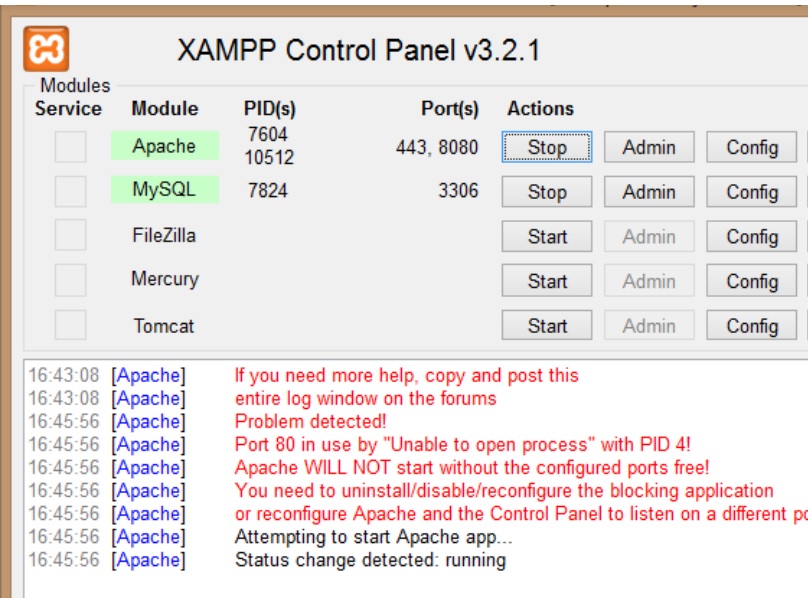 XAMPP Control Panel v3.2.1
Modules
Service Module PID(s) Port(s) Actions
Apache 7604 10512 443, 8080 Stop Admin Config
MySQL 7824 3306 Stop Admin Config
FileZilla Start Admin Config
Mercury Start Admin Config
Tomcat Start Admin Config
16:43:08 [Apache] If you need more help, copy and post this
16:43:08 [Apache] entire log window on the forums
16:45:56 [Apache] Problem detected!
16:45:56 [Apache] Port 80 in use by "Unable to open process" with PID 4!
16:45:56 [Apache] Apache WILL NOT start without the configured ports free!
16:45:56 [Apache] You need to uninstall/disable/reconfigure the blocking application
16:45:56 [Apache] or reconfigure Apache and the Control Panel to listen on a different
16:45:56 [Apache] Attempting to start Apache app...
16:45:56 [Apache] Status change detected: running